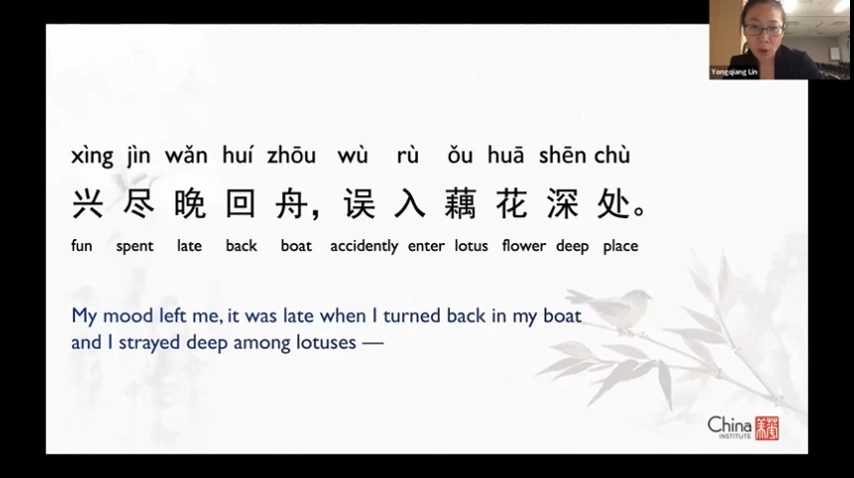 Yongqiang Lin
xìng jìn wǎn huí zhōu wù rù ǒu huā shēn chù
兴尽晚回舟，误入藕花深处。
fun spent late back boat accidently enter lotus flower deep place
My mood left me, it was late when I turned back in my boat
and I strayed deep among lotuses —
China
INSTITUTE